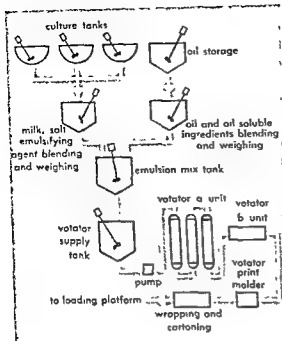 culture tanks
oil storage
milk, salt
emulsifying
agent blending
and weighing
oil and oil soluble
ingredients blending
and weighing
emulsion mix tank
votator a unit
votator
b unit
votator
supply
tank
pump
votator
print
molder
to loading platform
wrapping and
cartoning